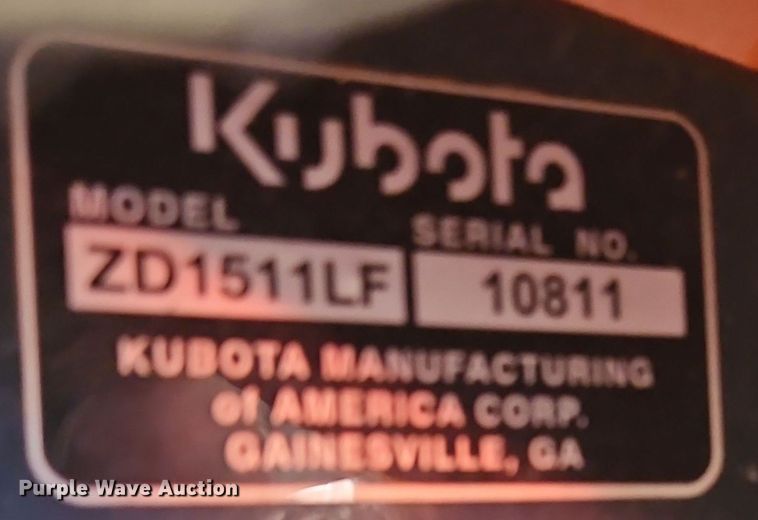 Kubota
MODEL SERIAL NO.
ZD1511LF 10811
KUBOTA MANUFACTURING
of AMERICA CORP.
GAINESVILLE, GA
Purple Wave Auction